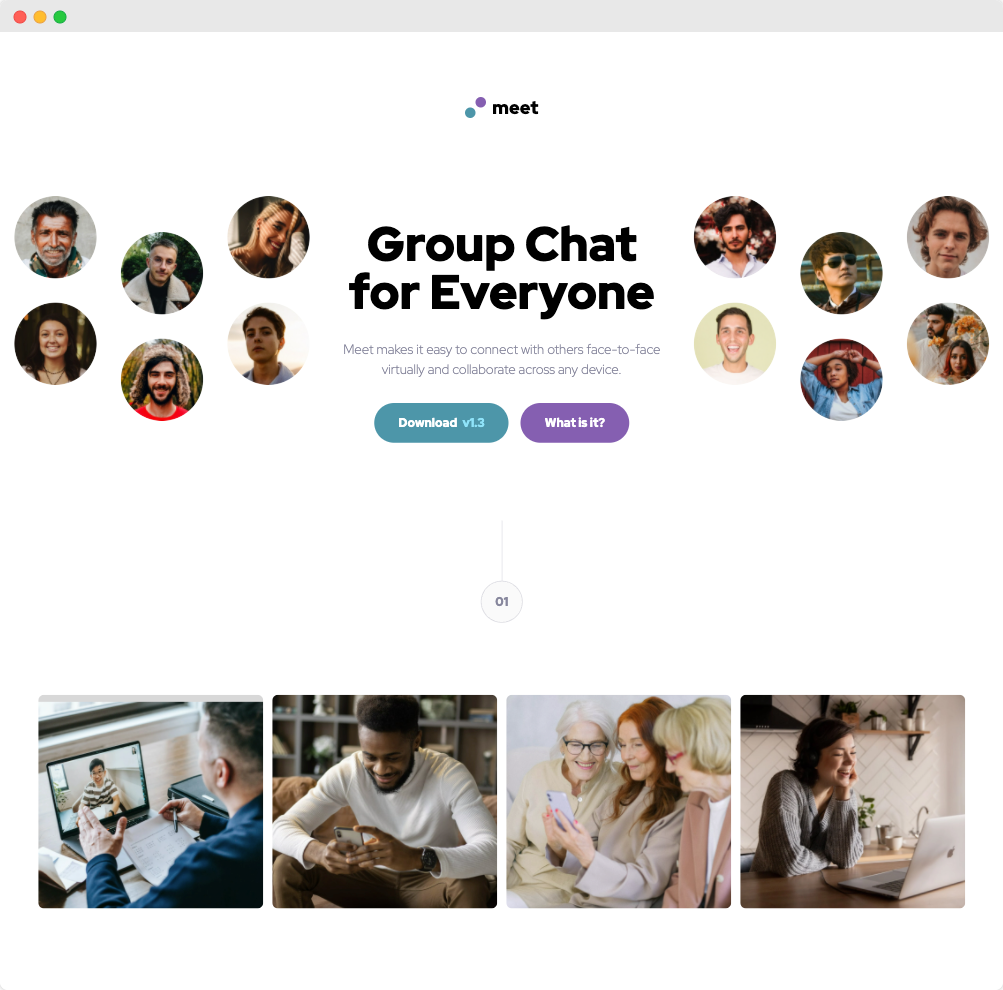 meet
Group Chat
for Everyone
Meet makes it easy to connect with others face-to-face
virtually and collaborate across any device.
Download v1.3
What is it?
01